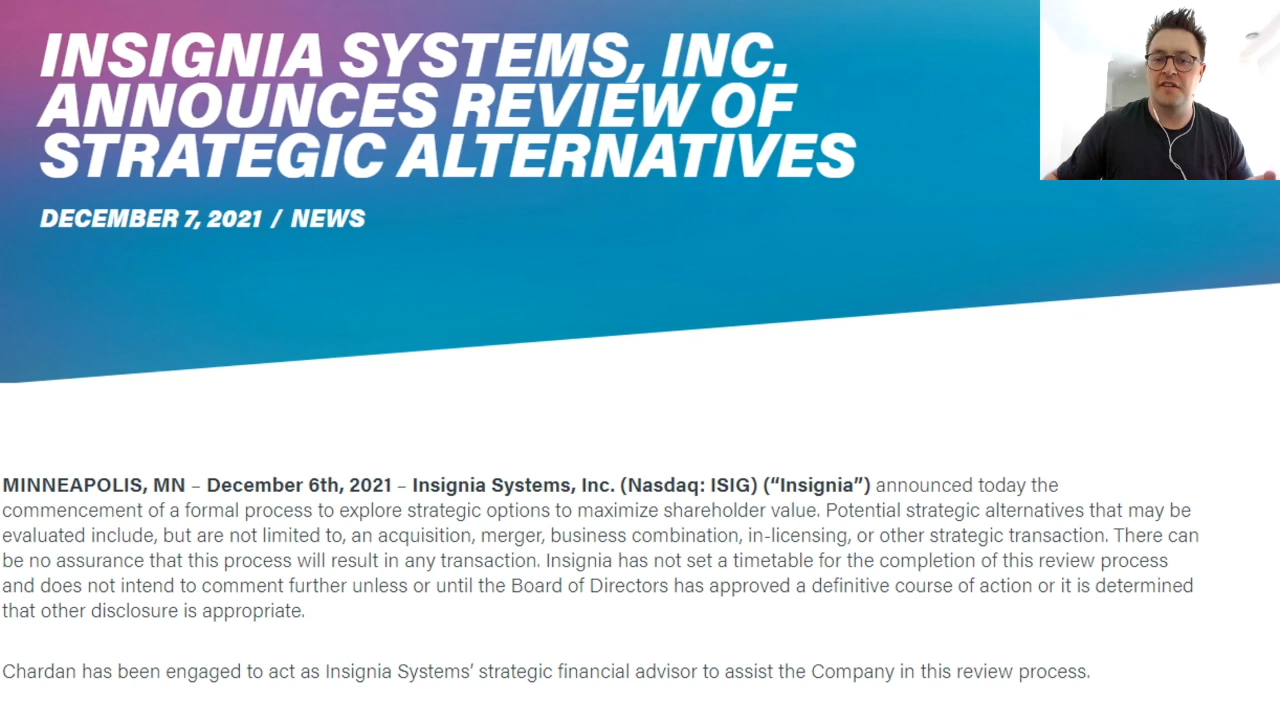 INSIGNIA SYSTEMS, INC.
ANNOUNCES REVIEW OF
STRATEGIC ALTERNATIVES
DECEMBER 7, 2021 / NEWS
MINNEAPOLIS, MN – December 6th, 2021 – Insignia Systems, Inc. (Nasdaq: ISIG) (“Insignia”) announced today the
commencement of a formal process to explore strategic options to maximize shareholder value. Potential strategic alternatives that may be
evaluated include, but are not limited to, an acquisition, merger, business combination, in-licensing, or other strategic transaction. There can
be no assurance that this process will result in any transaction. Insignia has not set a timetable for the completion of this review process
and does not intend to comment further unless or until the Board of Directors has approved a definitive course of action or it is determined
that other disclosure is appropriate.
Chardan has been engaged to act as Insignia Systems’ strategic financial advisor to assist the Company in this review process.